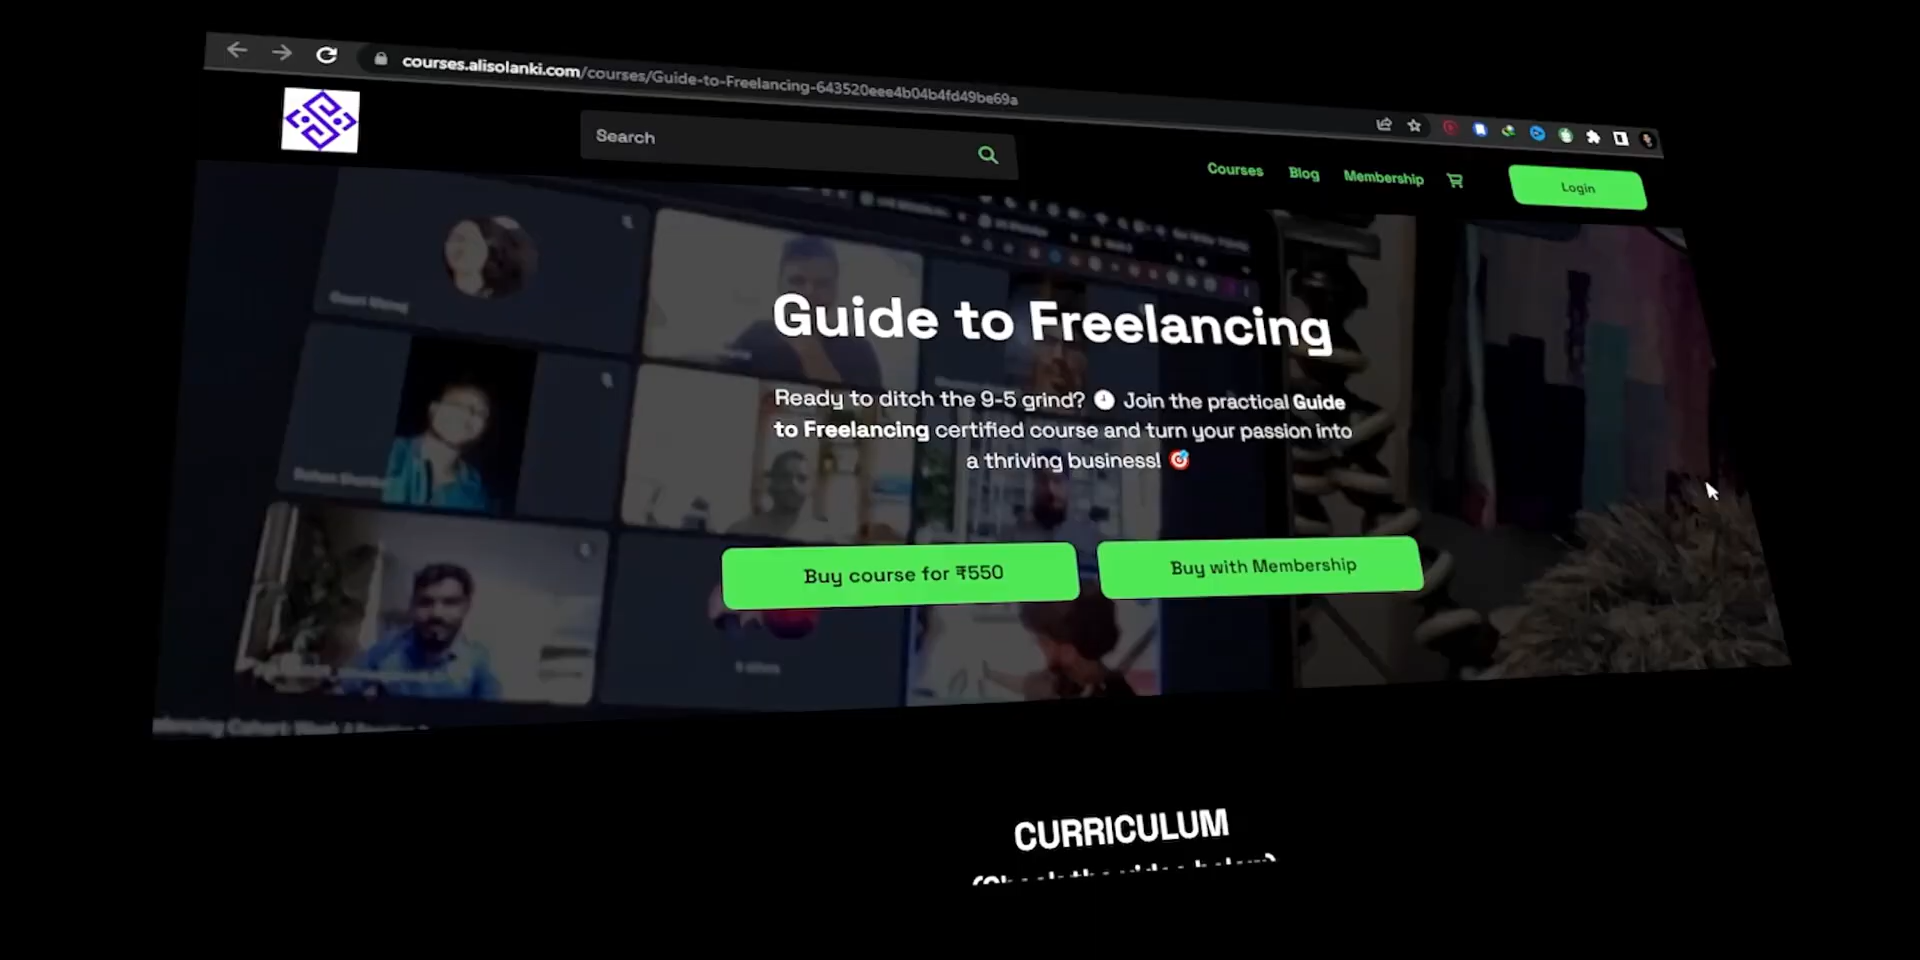 courses.alisolanki.com/courses/Guide-to-Freelancing-643520eee4b04b4fd49be69a
Search
Courses
Blog
Membership
Login
Guide to Freelancing
Ready to ditch the 9-5 grind? 🕘 Join the practical Guide
to Freelancing certified course and turn your passion into
a thriving business! 🎯
Buy course for ₹550
Buy with Membership
CURRICULUM